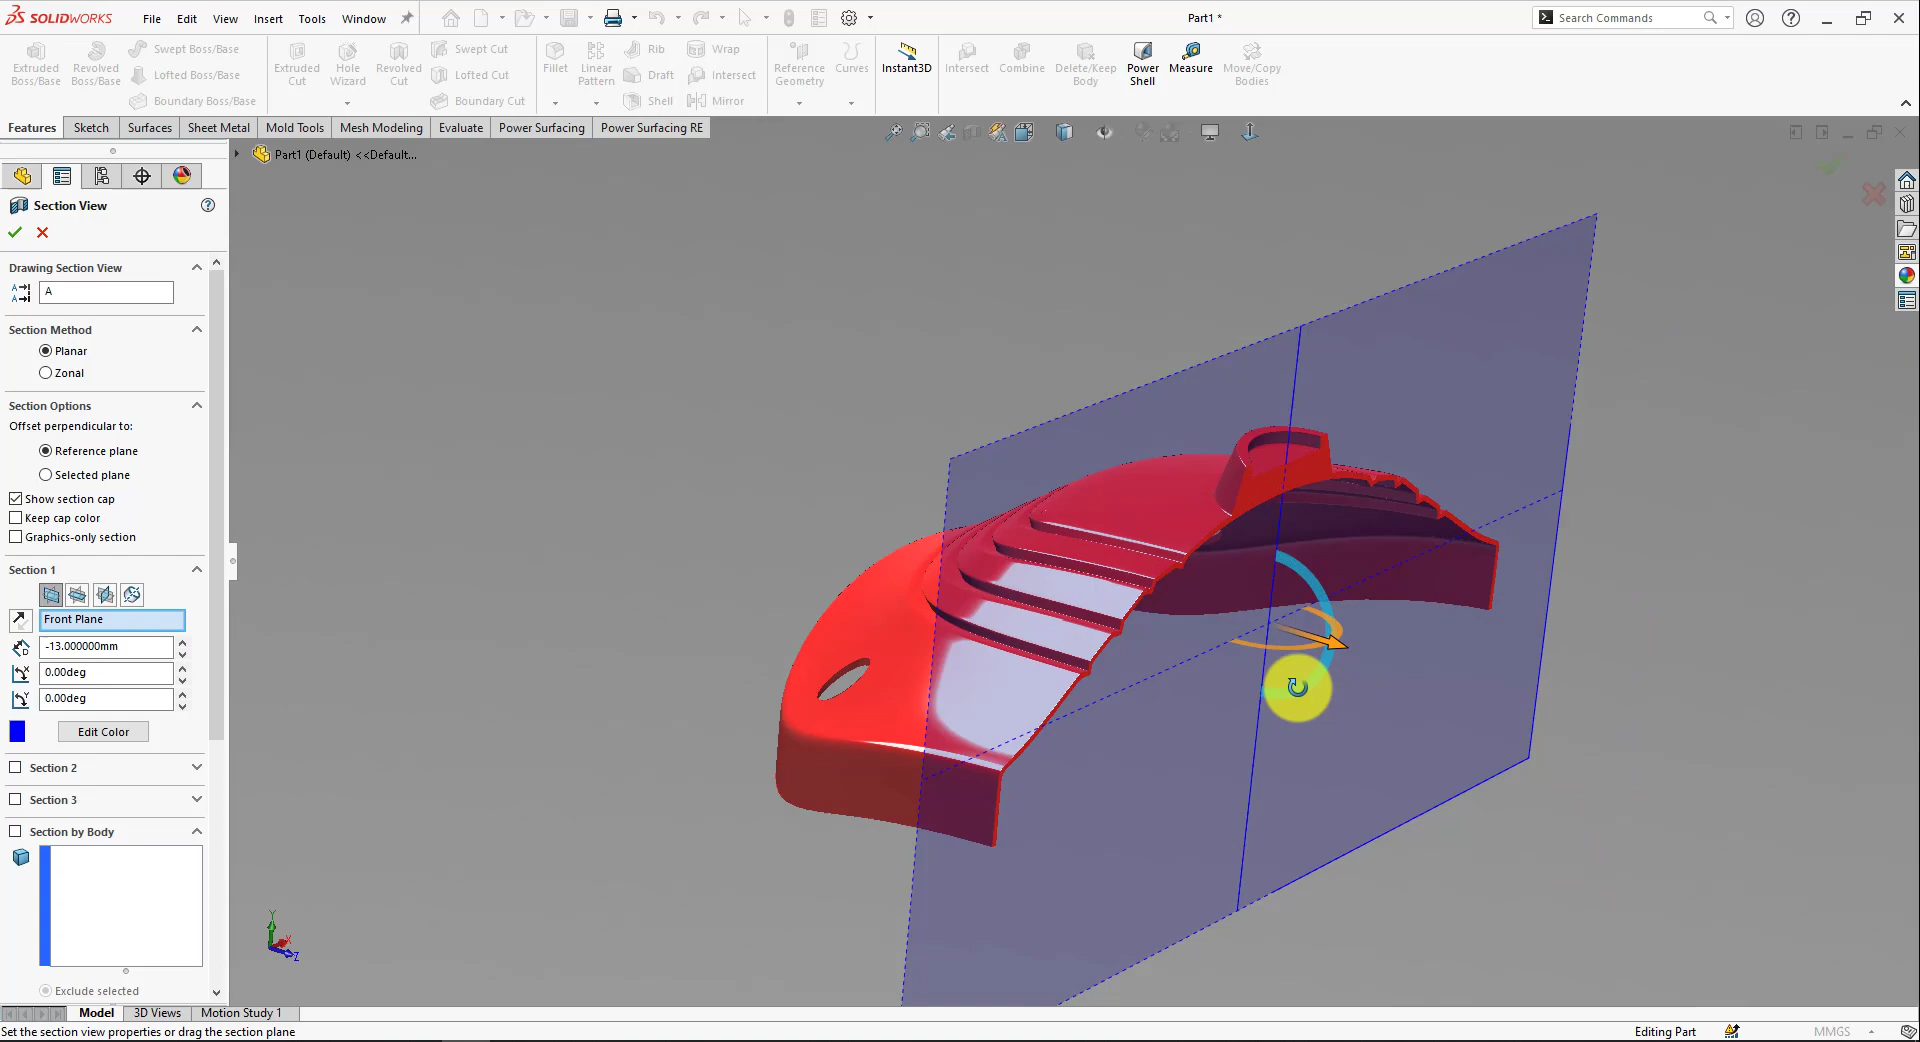 SOLIDWORKS
File Edit View Insert Tools Window
Part1 *
Search Commands
Extruded Boss/Base
Revolved Boss/Base
Swept Boss/Base
Lofted Boss/Base
Boundary Boss/Base
Extruded Cut
Hole Wizard
Revolved Cut
Swept Cut
Lofted Cut
Boundary Cut
Fillet
Linear Pattern
Rib
Draft
Shell
Wrap
Intersect
Mirror
Reference Geometry
Curves
Instant3D
Intersect
Combine
Delete/Keep Body
Power Shell
Measure
Move/Copy Bodies
Features Sketch Surfaces Sheet Metal Mold Tools Mesh Modeling Evaluate Power Surfacing Power Surfacing RE
Part1 (Default) <<Default...
Section View
Drawing Section View
A
Section Method
Planar
Zonal
Section Options
Offset perpendicular to:
Reference plane
Selected plane
Show section cap
Keep cap color
Graphics-only section
Section 1
Front Plane
-13.000000mm
0.00deg
0.00deg
Edit Color
Section 2
Section 3
Section by Body
Exclude selected
Y
X
Z
Model 3D Views Motion Study 1
Set the section view properties or drag the section plane
Editing Part
MMGS